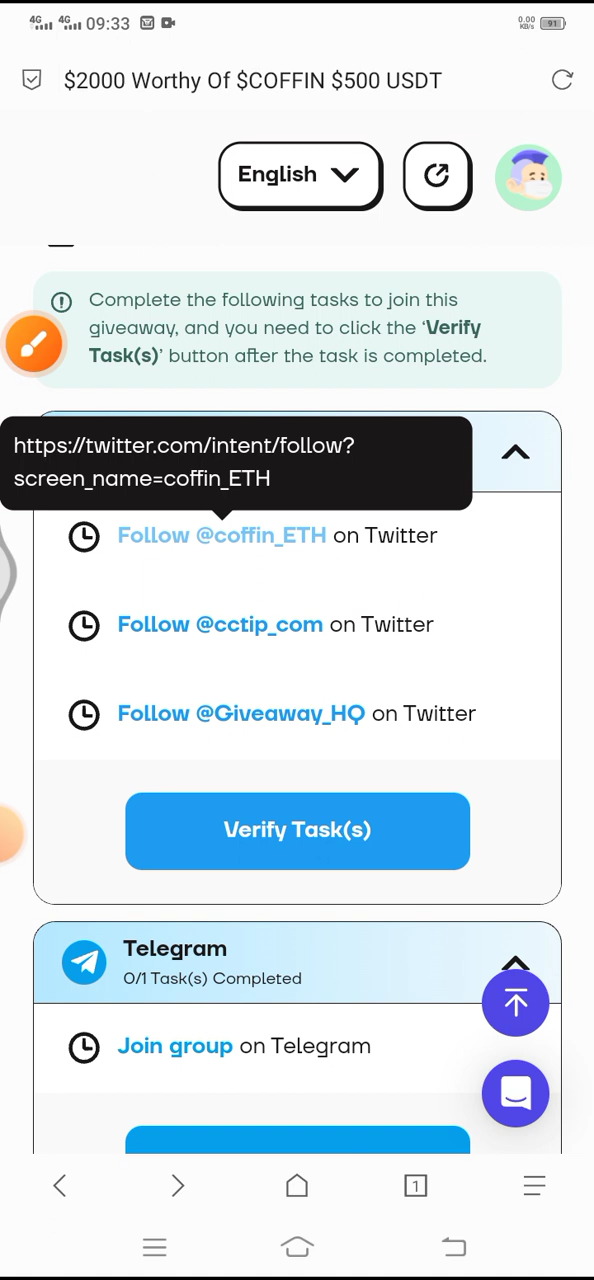 4G 4G 09:33 0.00 KB/s 91
$2000 Worthy Of $COFFIN $500 USDT
English
Complete the following tasks to join this
giveaway, and you need to click the ‘Verify
Task(s)’ button after the task is completed.
https://twitter.com/intent/follow?
screen_name=coffin_ETH
Follow @coffin_ETH on Twitter
Follow @cctip_com on Twitter
Follow @Giveaway_HQ on Twitter
Verify Task(s)
Telegram
0/1 Task(s) Completed
Join group on Telegram
1